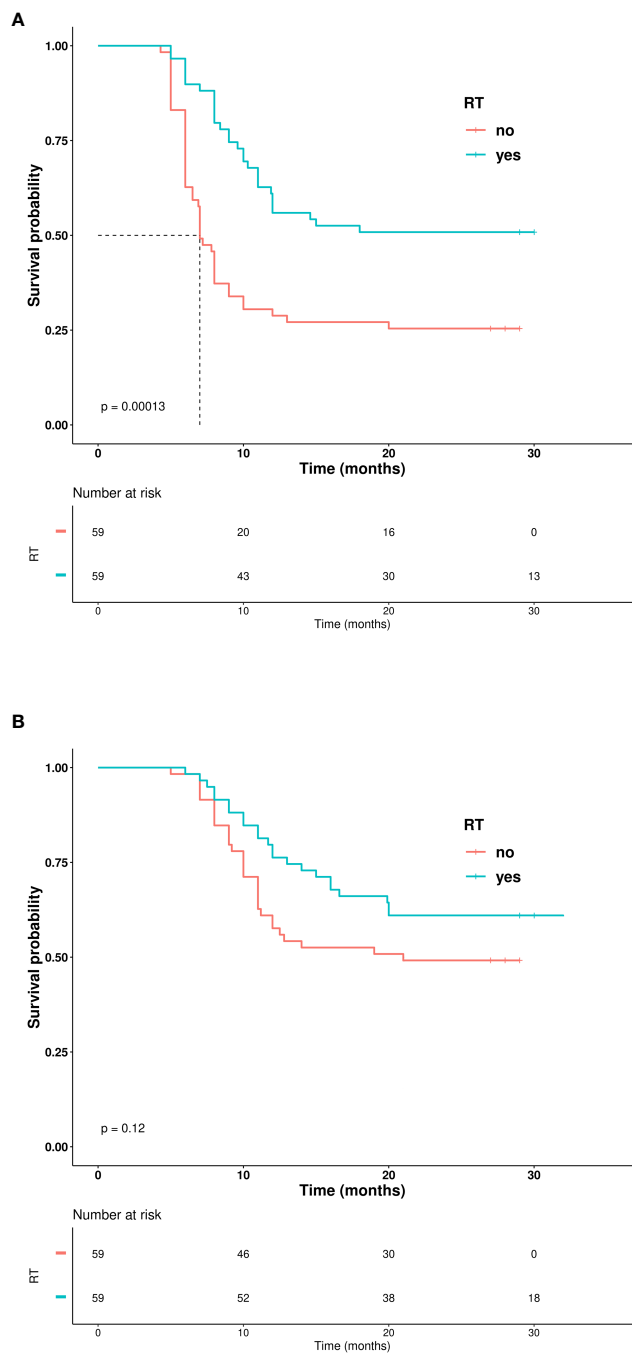 A
1.00
0.75
0.50
0.25
0.00
Survival probability
RT
no
yes
p = 0.00013
0 10 20 30
Time (months)
Number at risk
RT
59 20 16 0
59 43 30 13
0 10 20 30
Time (months)
B
1.00
0.75
0.50
0.25
0.00
Survival probability
RT
no
yes
p = 0.12
0 10 20 30
Time (months)
Number at risk
RT
59 46 30 0
59 52 38 18
0 10 20 30
Time (months)